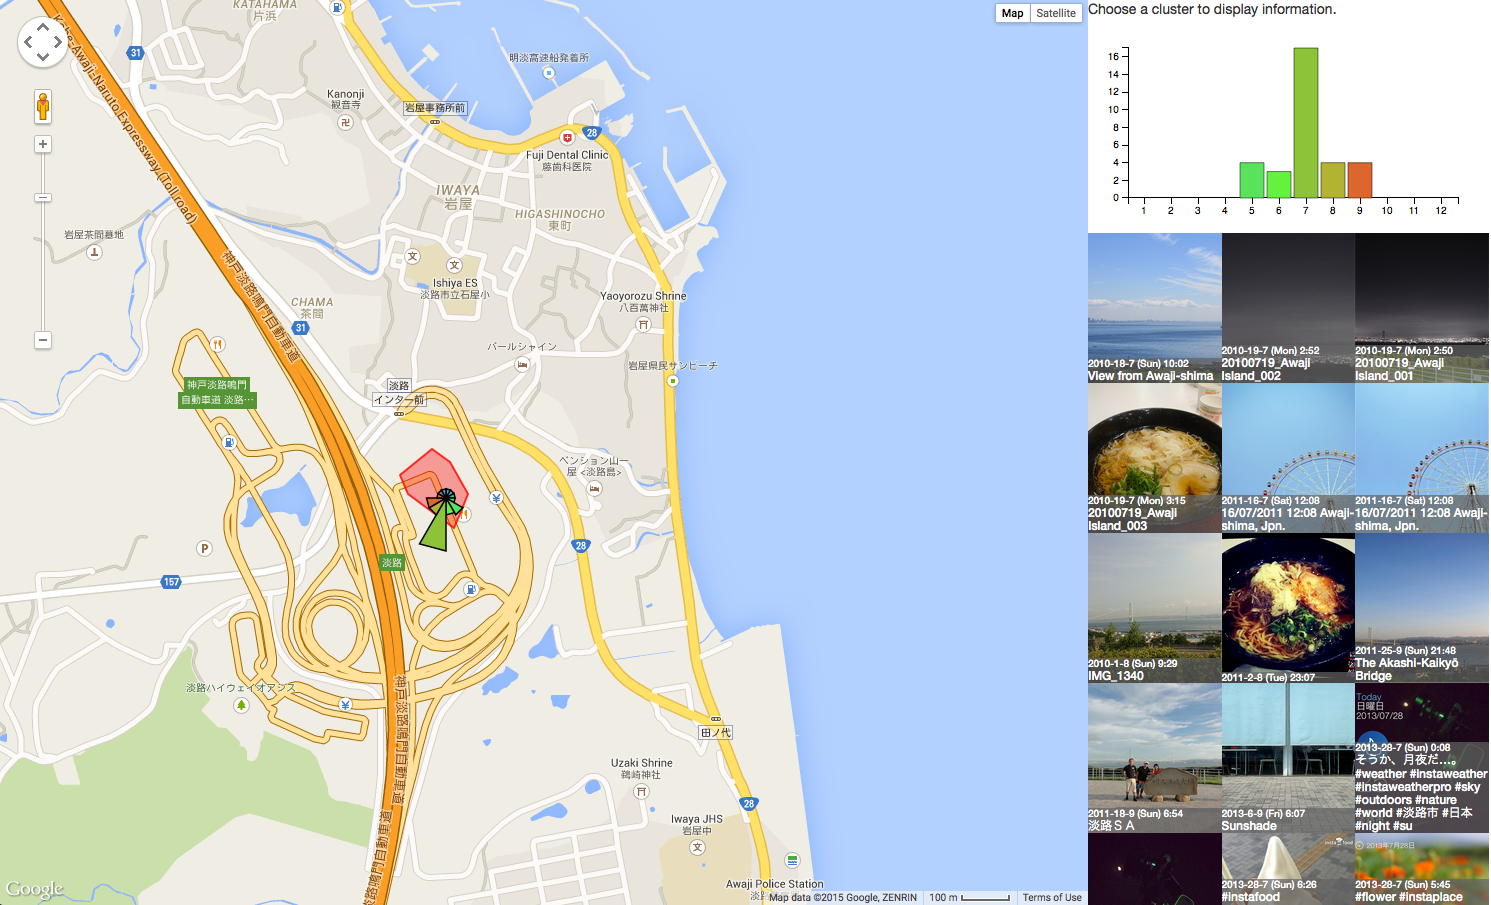 KATAHAMA
片浜
Kobe-Awaji-Naruto Expressway (Toll road)
31
明淡高速船発着所
Map
Satellite
Kanonji
観音寺
岩屋事務所前
28
Fuji Dental Clinic
藤歯科医院
IWAYA
岩屋
HIGASHINOCHO
東町
岩屋茶間墓地
文
文
Ishiya ES
淡路市立石屋小
神戸淡路鳴門自動車道
Yaoyorozu Shrine
八百萬神社
CHAMA
茶間
31
パールシャイン
岩屋県民サンビーチ
神戸淡路鳴門
自動車道 淡路…
淡路
インター前
ペンション山一
屋 <淡路島>
¥
P
28
淡路
157
淡路ハイウェイオアシス
¥
神戸淡路鳴門自動車道
田ノ代
Uzaki Shrine
鵜崎神社
28
Iwaya JHS
岩屋中
文
神戸淡路鳴門自動車道
Awaji Police Station
Google
Map data ©2015 Google, ZENRIN
100 m
Terms of Use
Choose a cluster to display information.
16
14
12
10
8
6
4
2
0
1 2 3 4 5 6 7 8 9 10 11 12
2010-18-7 (Sun) 10:02
View from Awaji-shima
2010-19-7 (Mon) 2:52
20100719_Awaji
Island_002
2010-19-7 (Mon) 2:50
20100719_Awaji
Island_001
2010-19-7 (Mon) 3:15
20100719_Awaji
Island_003
2011-16-7 (Sat) 12:08
16/07/2011 12:08 Awaji-
shima, Jpn.
2011-16-7 (Sat) 12:08
16/07/2011 12:08 Awaji-
shima, Jpn.
2010-1-8 (Sun) 9:29
IMG_1340
2011-2-8 (Tue) 23:07
2011-25-9 (Sun) 21:48
The Akashi-Kaikyō
Bridge
2011-18-9 (Sun) 6:54
淡路ＳＡ
2013-6-9 (Fri) 6:07
Sunshade
Today
日曜日
2013/07/28
2013-28-7 (Sun) 0:08
そうか、月夜だ…。
#weather #instaweather
#instaweatherpro #sky
#outdoors #nature
#world #淡路市 #日本
#night #su
2013-28-7 (Sun) 6:26
#instafood
2013年7月28日
2013-28-7 (Sun) 5:45
#flower #instaplace